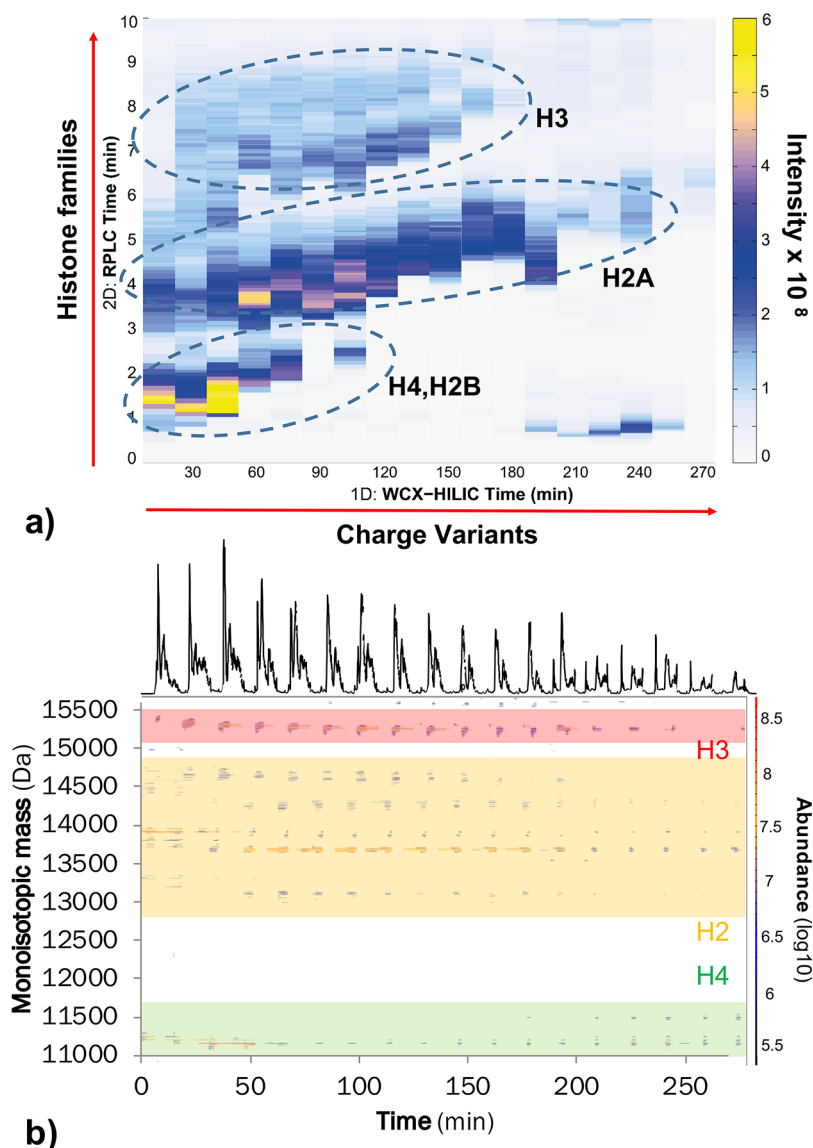 10
9
8
7
6
5
4
3
2
1
0
Histone families
2D: RPLC Time (min)
H3
H2A
H4,H2B
30 60 90 120 150 180 210 240 270
1D: WCX–HILIC Time (min)
6
5
4
3
2
1
0
Intensity x 10 8
a)
Charge Variants
15500
15000
14500
14000
13500
13000
12500
12000
11500
11000
Monoisotopic mass (Da)
H3
H2
H4
8.5
8
7.5
7
6.5
6
5.5
Abundance (log10)
0 50 100 150 200 250
Time (min)
b)